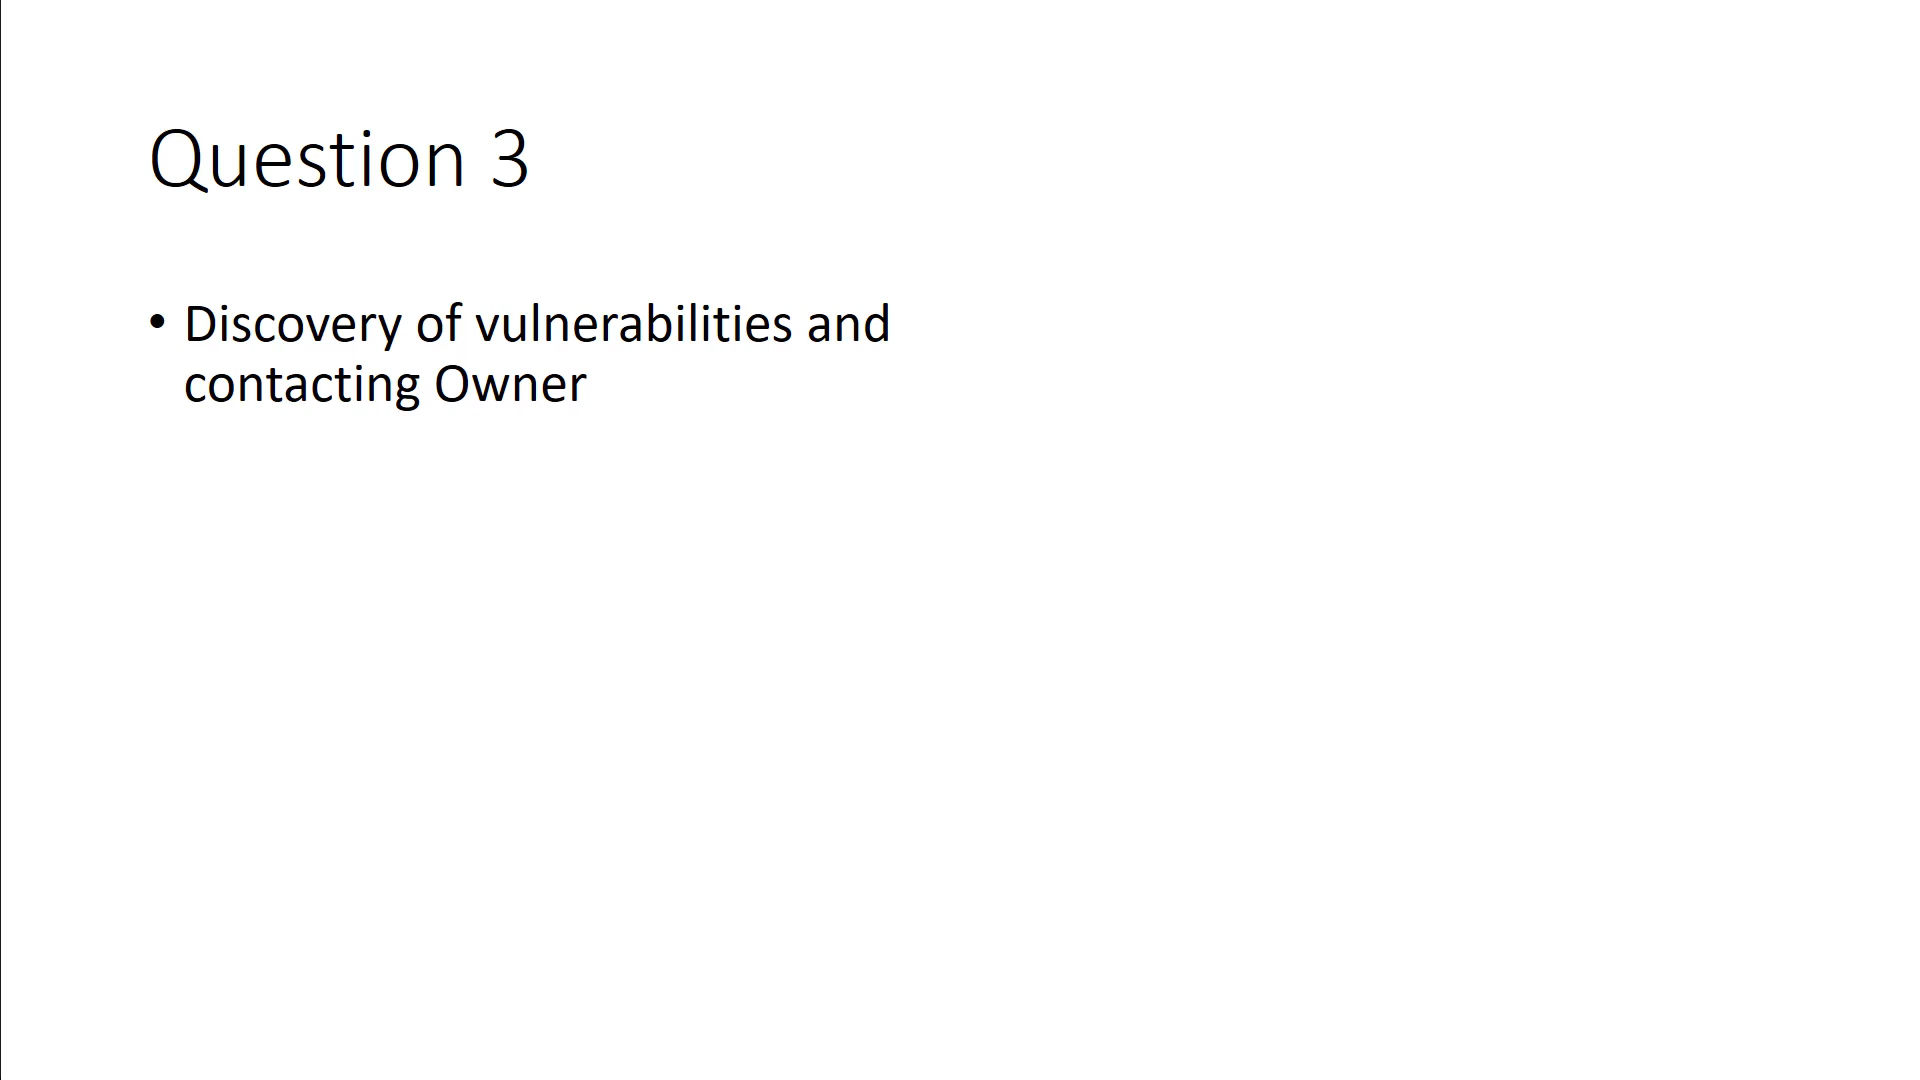 Question 3
• Discovery of vulnerabilities and
contacting Owner